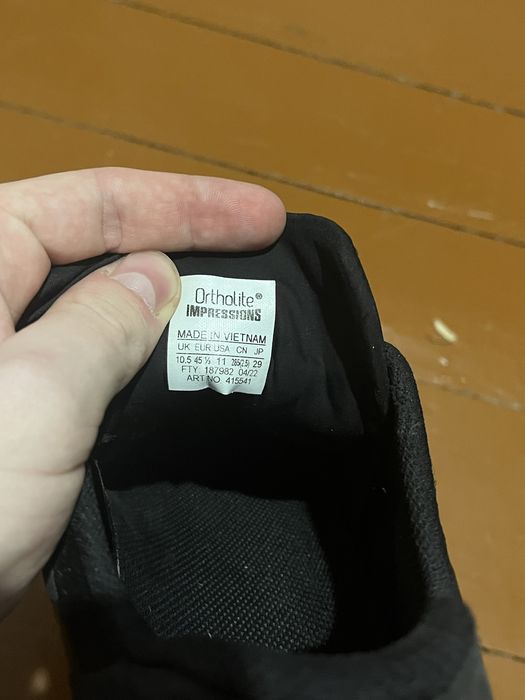 Ortholite®
IMPRESSIONS
MADE IN VIETNAM
UK EUR USA CN JP
10.5 45 ½ 11 285(2.5) 29
FTY. 187982 04/22
ART NO. 415541